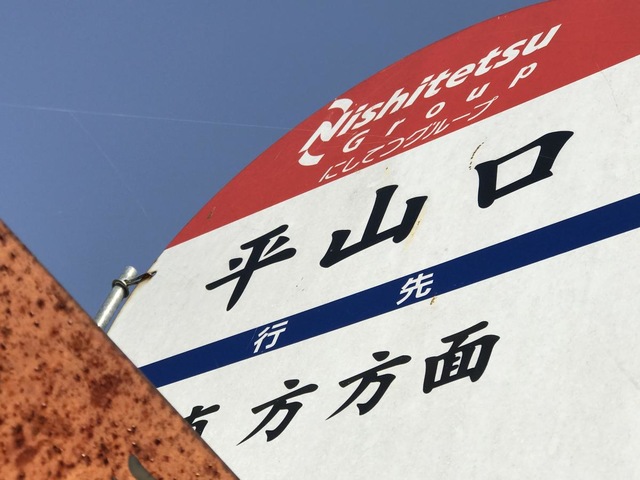 Nishitetsu
Group
にしてつグループ
平山口
行先
方方面